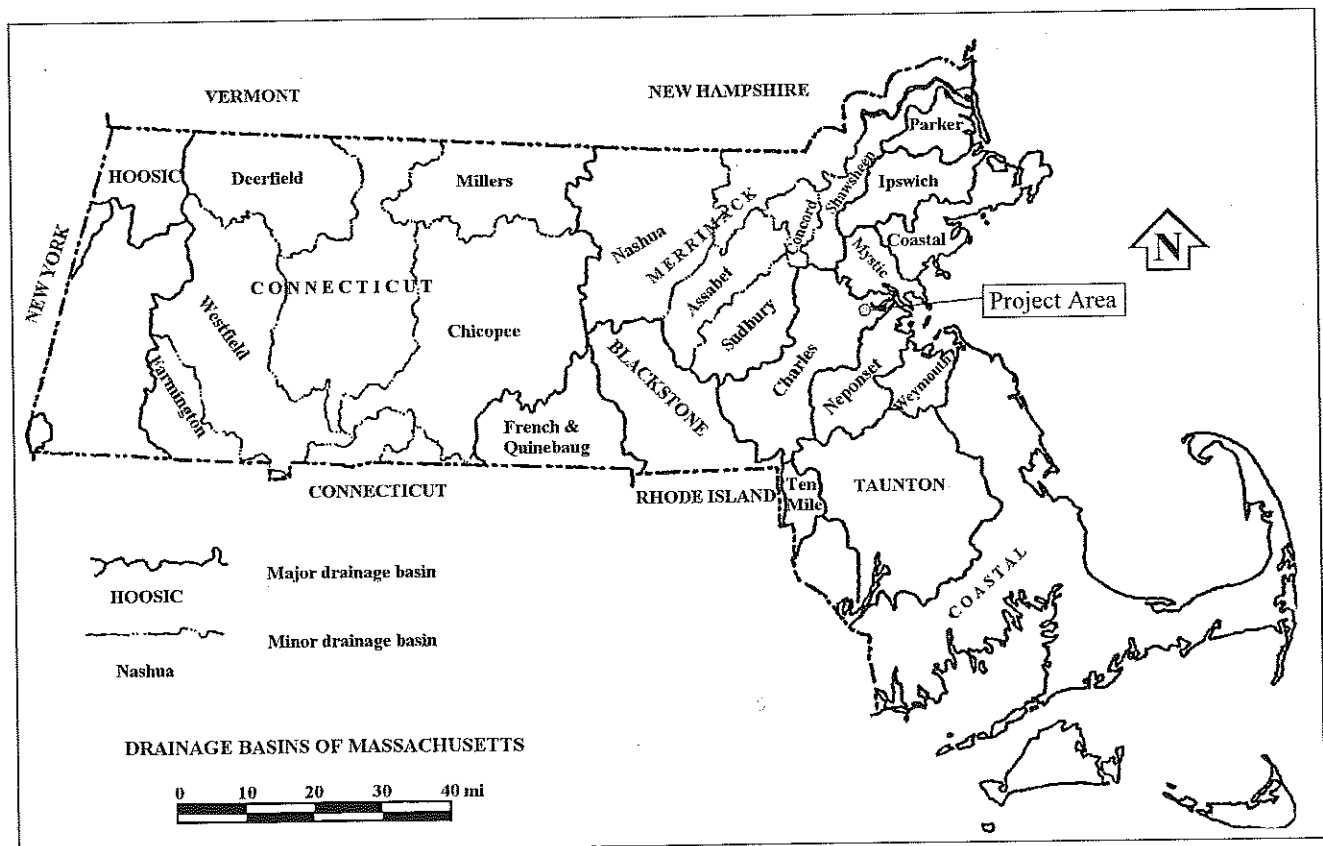 VERMONT
NEW HAMPSHIRE
NEW YORK
HOOSIC
Deerfield
Millers
Parker
Ipswich
Shawsheen
Concord
Coastal
Mystic
N
Project Area
Nashua
MERRIMACK
Assabet
Sudbury
CONNECTICUT
Westfield
Farmington
Chicopee
BLACKSTONE
Charles
Neponset
Weymouth
French &
Quinebaug
CONNECTICUT
RHODE ISLAND
Ten
Mile
TAUNTON
COASTAL
Major drainage basin
HOOSIC
Minor drainage basin
Nashua
DRAINAGE BASINS OF MASSACHUSETTS
0 10 20 30 40 mi